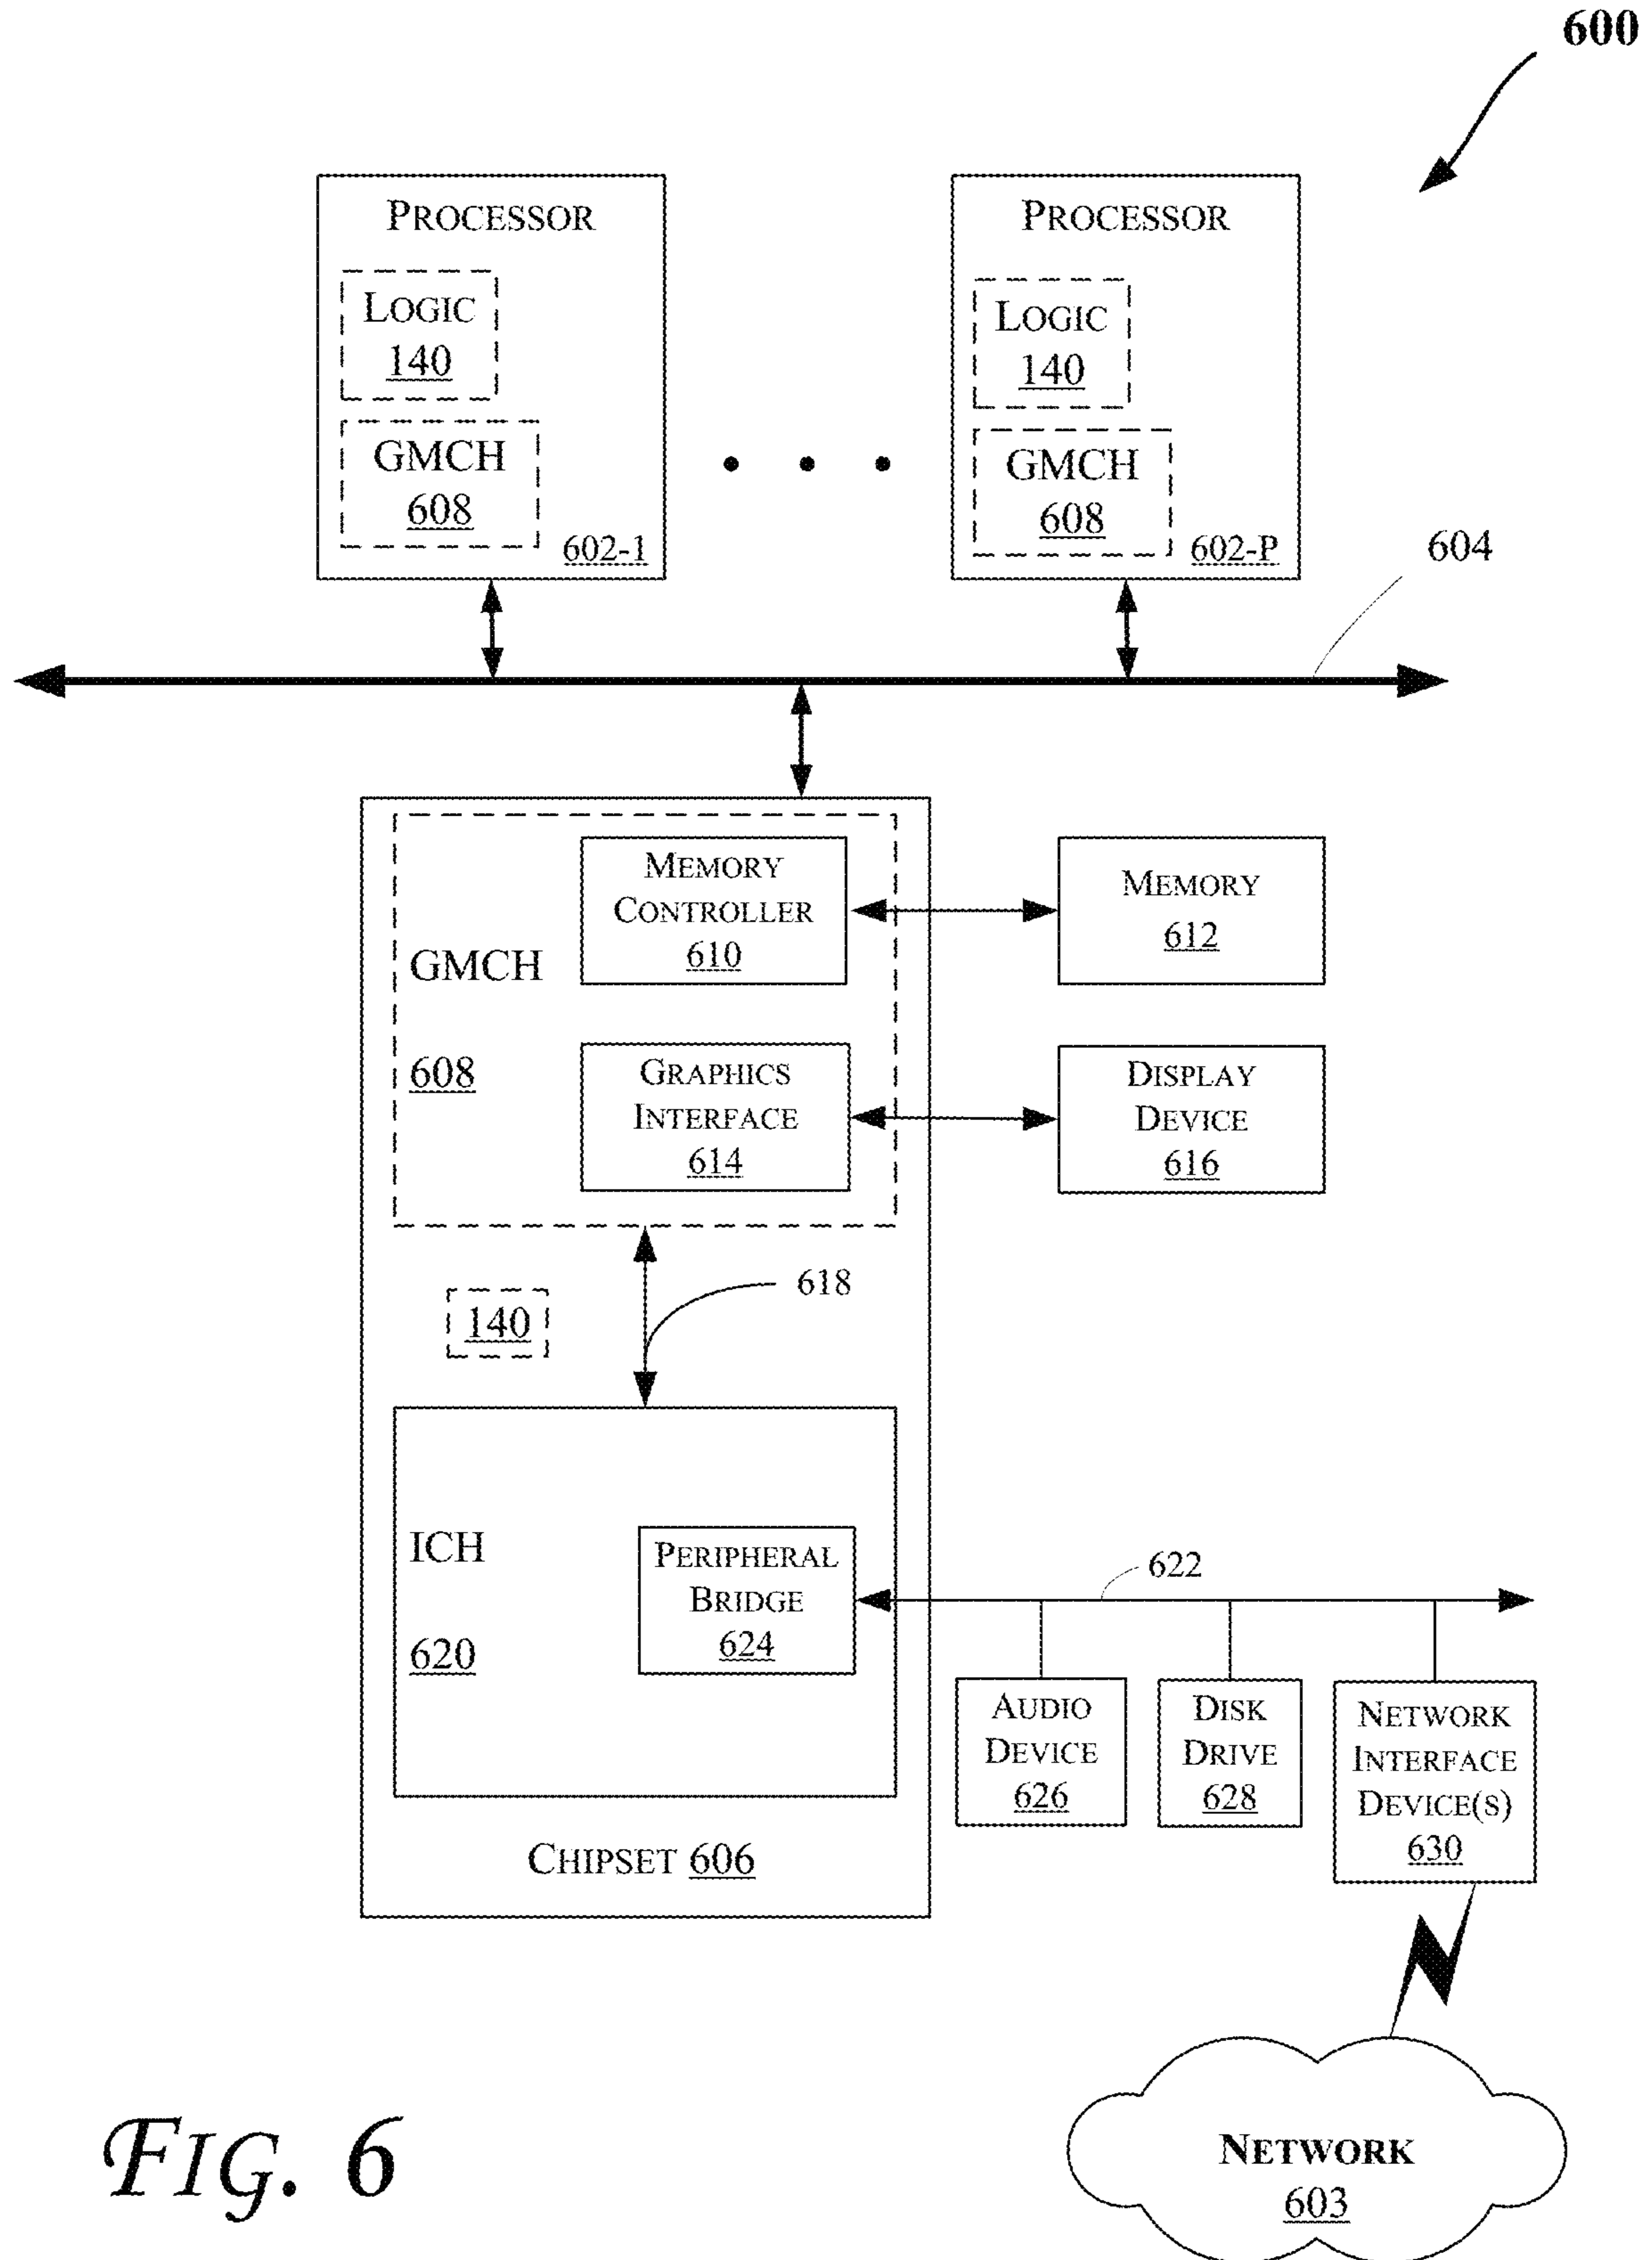 600
PROCESSOR
LOGIC
140
GMCH
608
602-1
PROCESSOR
LOGIC
140
GMCH
608
602-P
604
GMCH
608
MEMORY
CONTROLLER
610
MEMORY
612
GRAPHICS
INTERFACE
614
DISPLAY
DEVICE
616
140
618
ICH
620
PERIPHERAL
BRIDGE
624
622
AUDIO
DEVICE
626
DISK
DRIVE
628
NETWORK
INTERFACE
DEVICE(S)
630
CHIPSET 606
NETWORK
603
FIG. 6